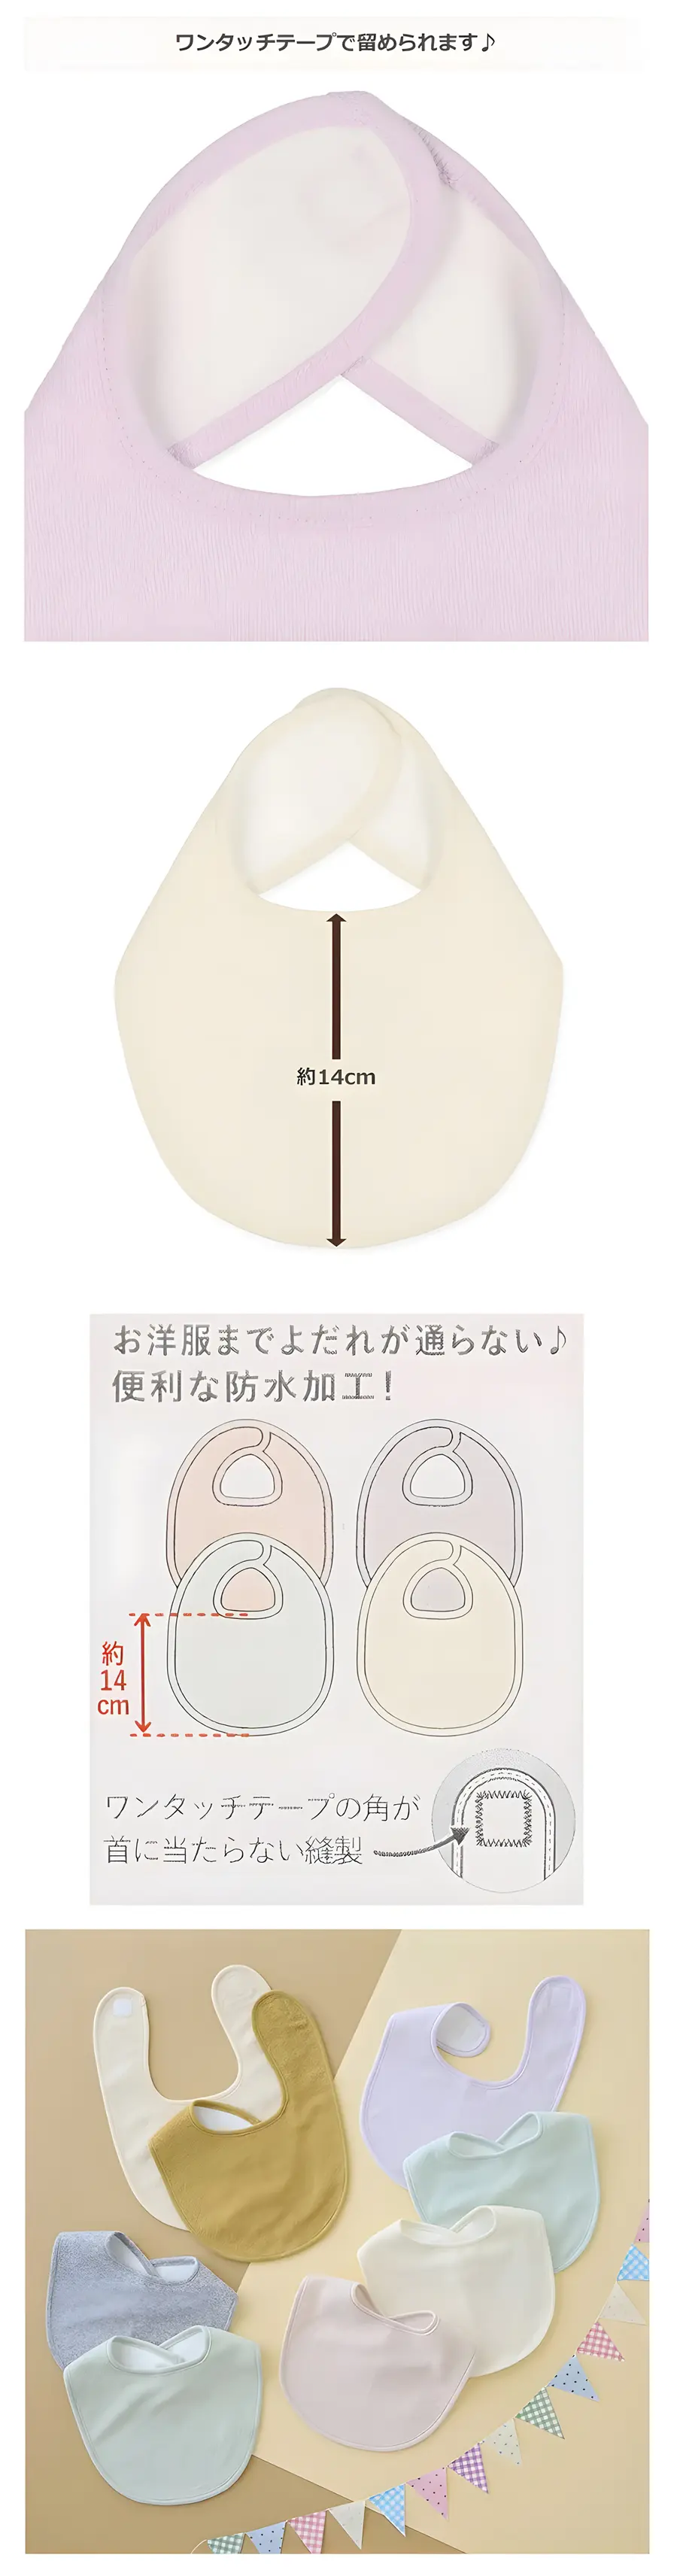 ワンタッチテープで留められます♪
約14cm
お洋服までよだれが通らない♪
便利な防水加工!
約
14
cm
ワンタッチテープの角が
首に当たらない縫製